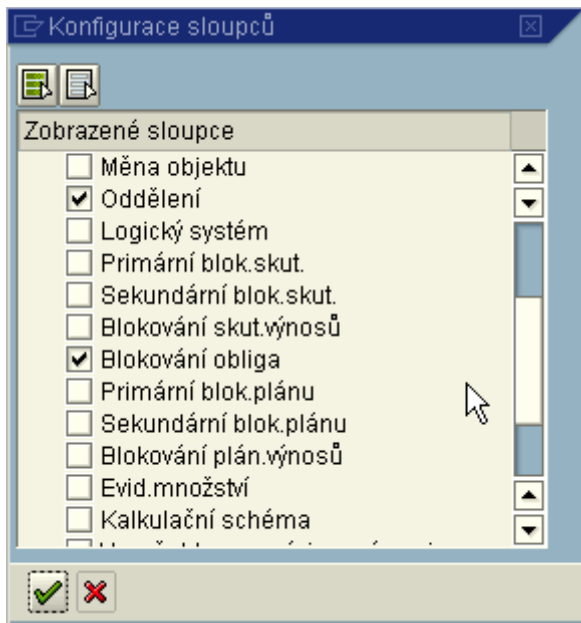 Konfigurace sloupců
Zobrazené sloupce
Měna objektu
Oddělení
Logický systém
Primární blok.skut.
Sekundární blok.skut.
Blokování skut.výnosů
Blokování obliga
Primární blok.plánu
Sekundární blok.plánu
Blokování plán.výnosů
Evid.množství
Kalkulační schéma